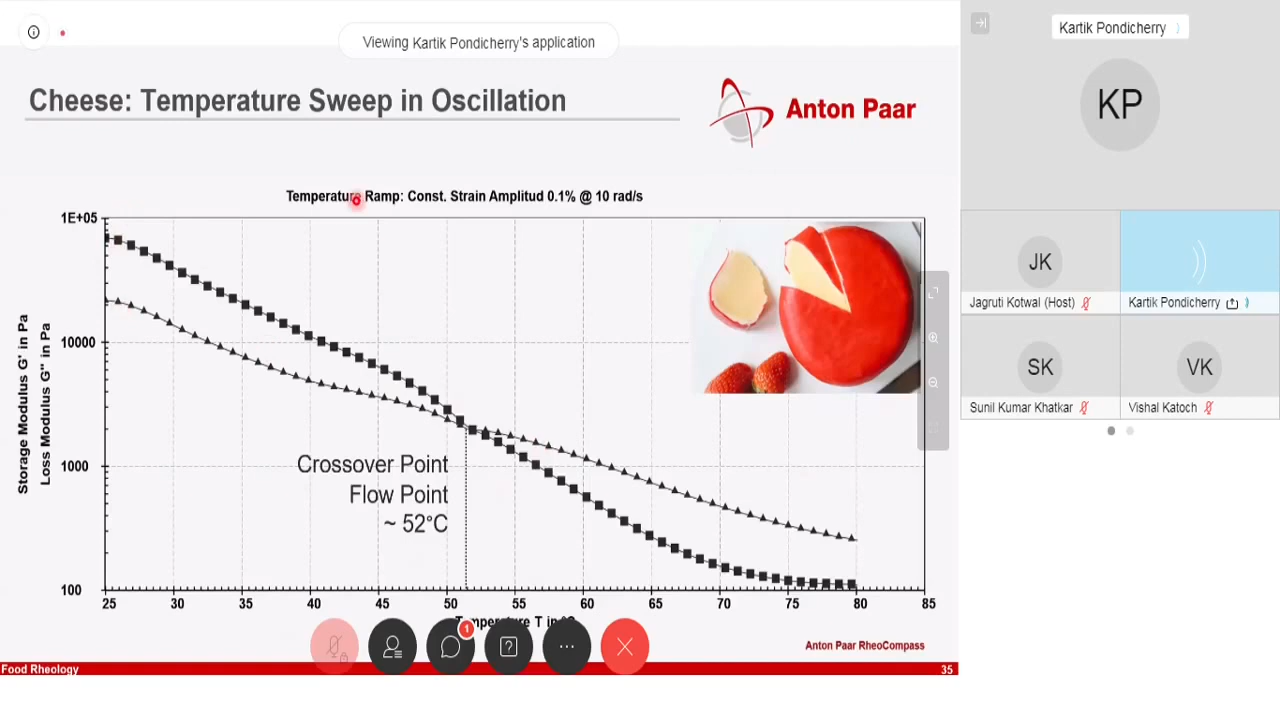 Viewing Kartik Pondicherry's application
Cheese: Temperature Sweep in Oscillation
Anton Paar
Temperature Ramp: Const. Strain Amplitud 0.1% @ 10 rad/s
Storage Modulus G' in Pa
Loss Modulus G" in Pa
1E+05
10000
1000
100
Crossover Point
Flow Point
~ 52°C
25 30 35 40 45 50 55 60 65 70 75 80 85
T in
1
Anton Paar RheoCompass
Food Rheology
35
Kartik Pondicherry
KP
JK
Jagruti Kotwal (Host)
Kartik Pondicherry
SK
Sunil Kumar Khatkar
VK
Vishal Katoch